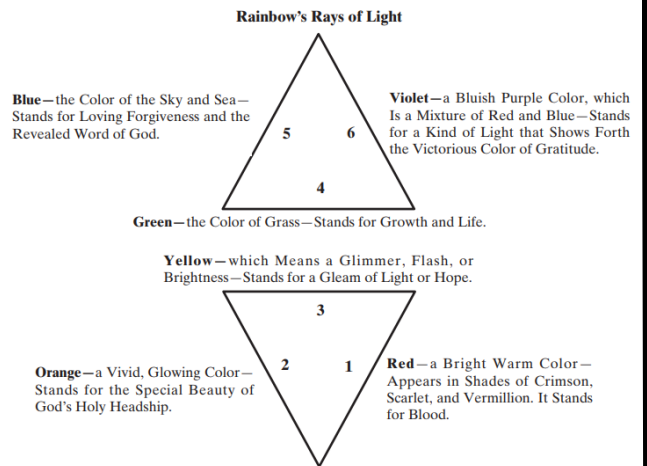 Rainbow's Rays of Light
Blue—the Color of the Sky and Sea—
Stands for Loving Forgiveness and the
Revealed Word of God.
5
6
Violet—a Bluish Purple Color, which
Is a Mixture of Red and Blue—Stands
for a Kind of Light that Shows Forth
the Victorious Color of Gratitude.
4
Green—the Color of Grass—Stands for Growth and Life.
Yellow—which Means a Glimmer, Flash, or
Brightness—Stands for a Gleam of Light or Hope.
3
Orange—a Vivid, Glowing Color—
Stands for the Special Beauty of
God's Holy Headship.
2
1
Red—a Bright Warm Color—
Appears in Shades of Crimson,
Scarlet, and Vermillion. It Stands
for Blood.